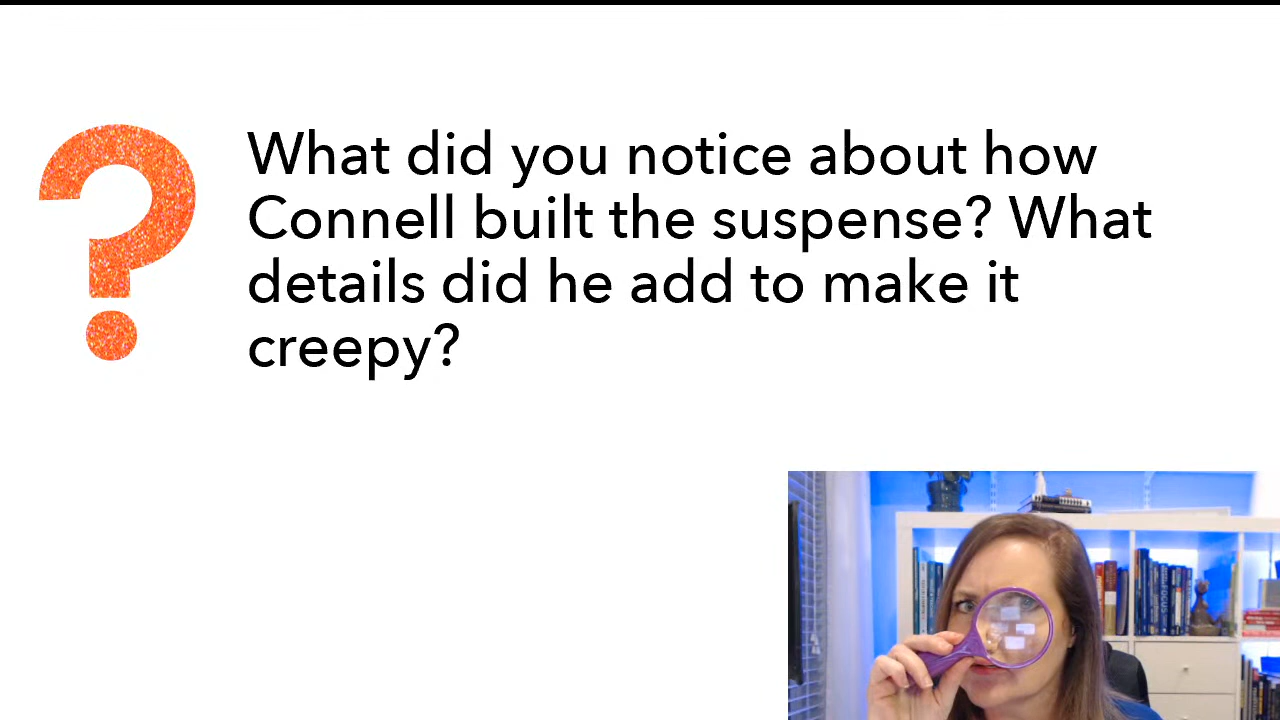 What did you notice about how
Connell built the suspense? What
details did he add to make it
creepy?
FOCUS